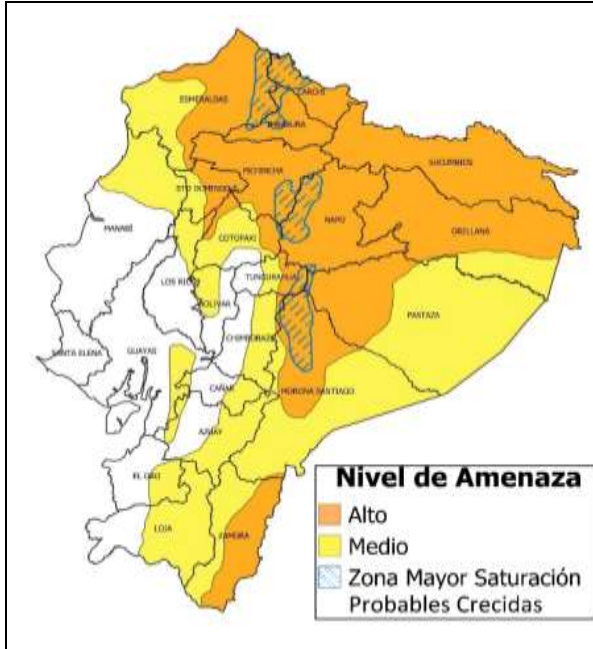 ESMERALDAS
CARCHI
IMBABURA
SUCUMBIOS
PICHINCHA
STO DOMINGO
NAPO
ORELLANA
MANABÍ
COTOPAXI
LOS RIOS
TUNGURAHUA
BOLIVAR
PASTAZA
CHIMBORAZO
SANTA ELENA
GUAYAS
CAÑAR
MORONA SANTIAGO
AZUAY
EL ORO
LOJA
ZAMORA
Nivel de Amenaza
Alto
Medio
Zona Mayor Saturación
Probables Crecidas